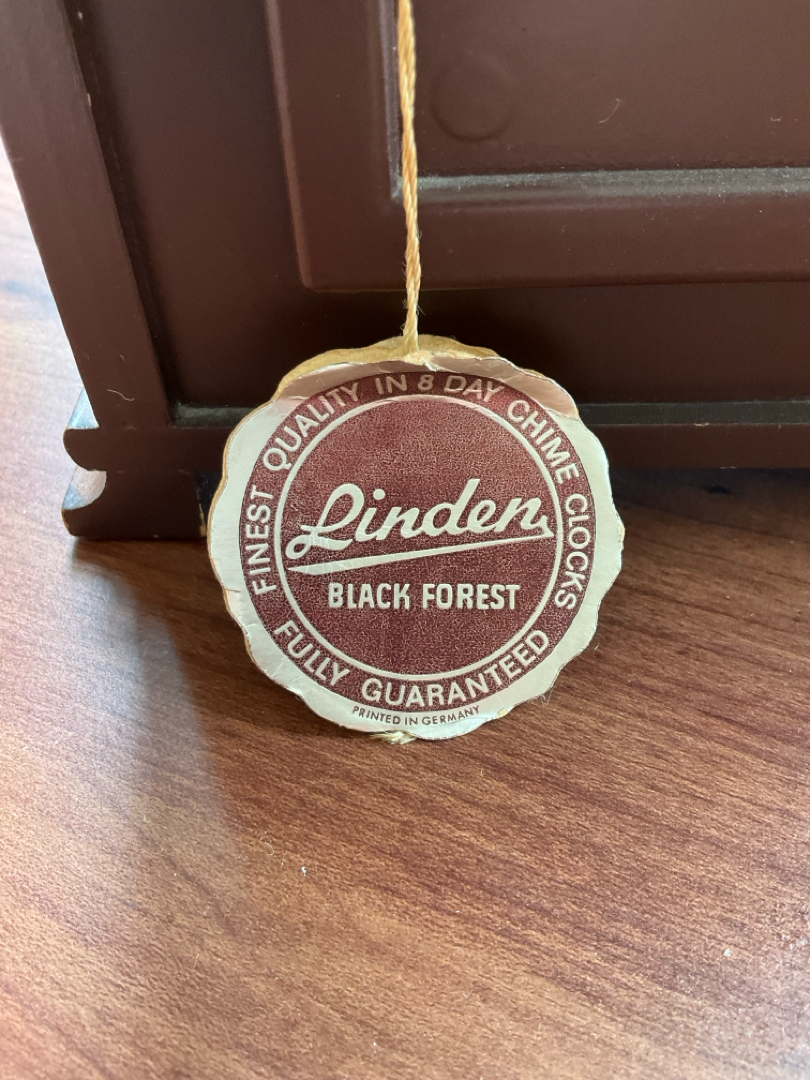 FINEST QUALITY IN 8 DAY CHIME CLOCKS
Linden
BLACK FOREST
FULLY GUARANTEED
PRINTED IN GERMANY